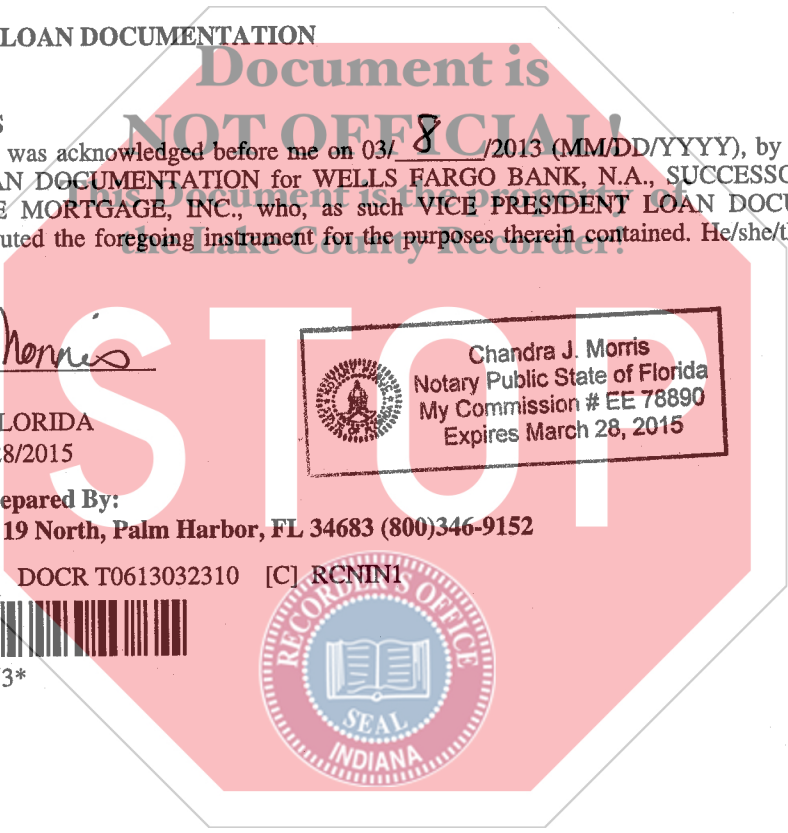 LOAN DOCUMENTATION
Document is
NOT OFFICIAL!
S
was acknowledged before me on 03/ 8 /2013 (MM/DD/YYYY), by
AN DOCUMENTATION for WELLS FARGO BANK, N.A., SUCCESSO
This Document is the property of
E MORTGAGE, INC., who, as such VICE PRESIDENT LOAN DOCU
the Lake County Recorder!
uted the foregoing instrument for the purposes therein contained. He/she/th
STOP
Morris
Chandra J. Morris
Notary Public State of Florida
My Commission # EE 78890
Expires March 28, 2015
LORIDA
28/2015
epared By:
19 North, Palm Harbor, FL 34683 (800)346-9152
DOCR T0613032310 [C] RCNIN1
3*
RECORDER'S OFFICE
SEAL
INDIANA